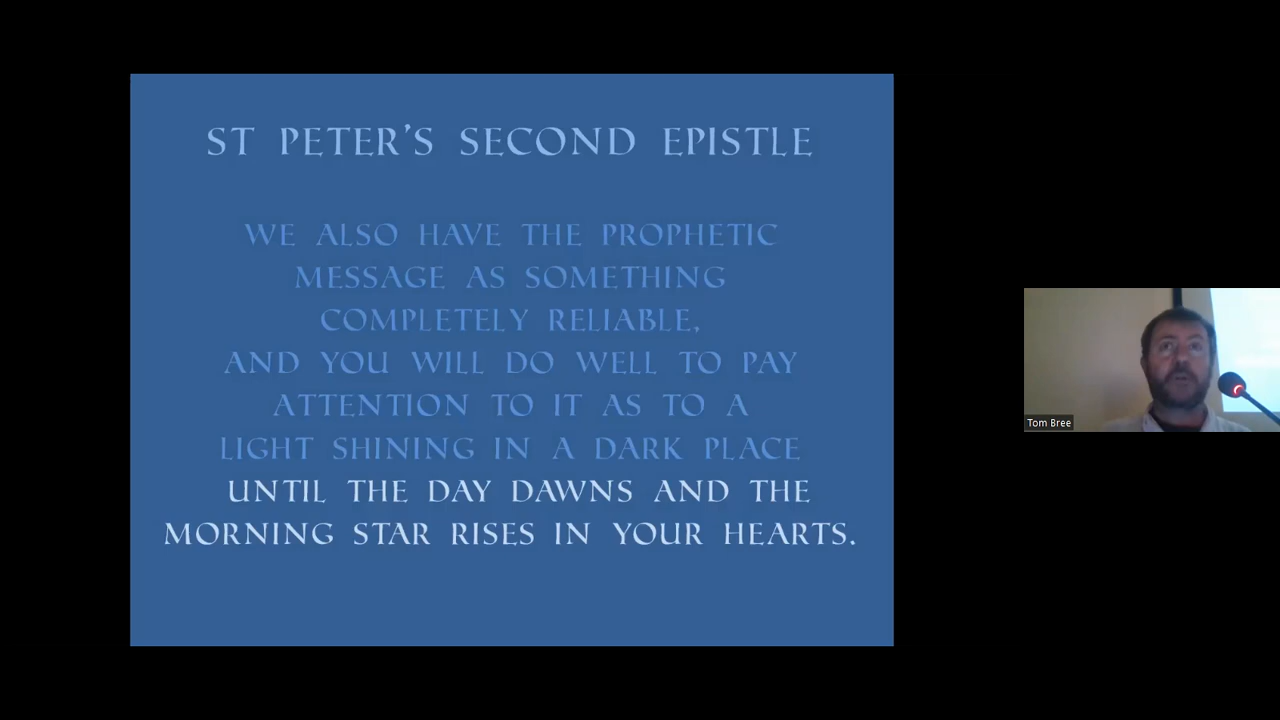 ST PETER'S SECOND EPISTLE
WE ALSO HAVE THE PROPHETIC
MESSAGE AS SOMETHING
COMPLETELY RELIABLE,
AND YOU WILL DO WELL TO PAY
ATTENTION TO IT AS TO A
LIGHT SHINING IN A DARK PLACE
UNTIL THE DAY DAWNS AND THE
MORNING STAR RISES IN YOUR HEARTS.
Tom Bree